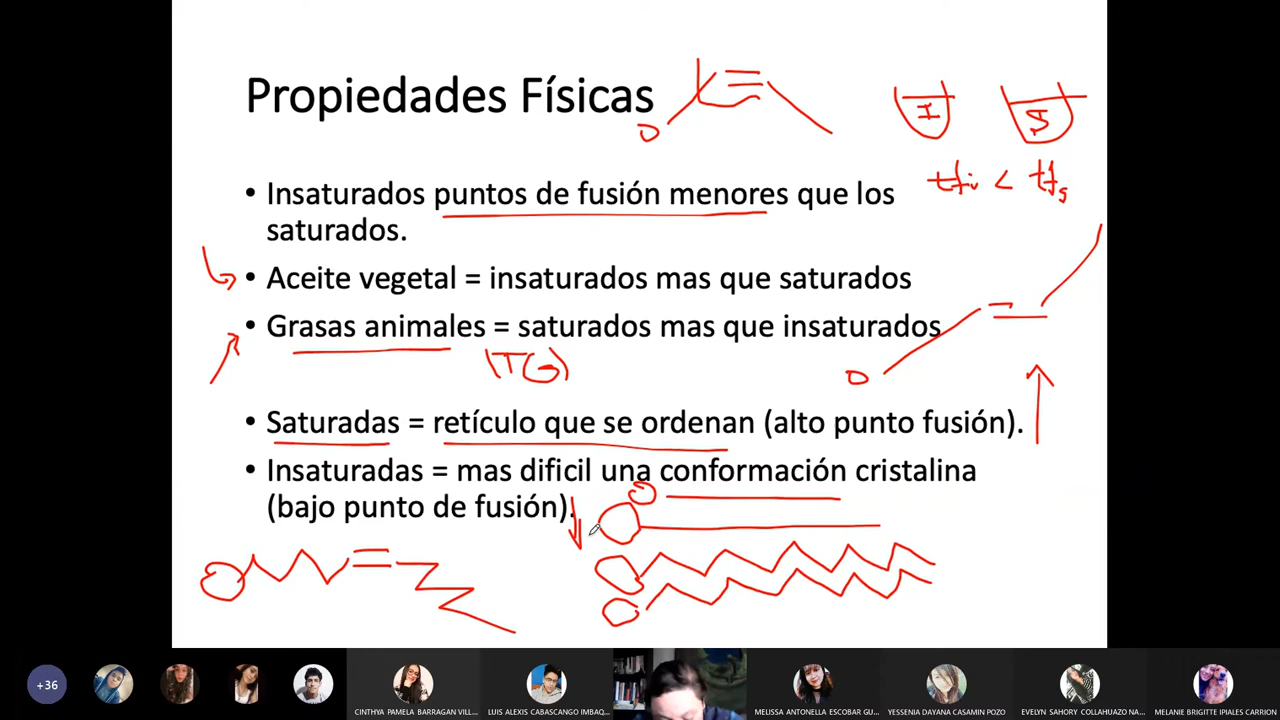 Propiedades Físicas
I S
tfi < tfs
• Insaturados puntos de fusión menores que los
saturados.
• Aceite vegetal = insaturados mas que saturados
• Grasas animales = saturados mas que insaturados
• Saturadas = retículo que se ordenan (alto punto fusión).
• Insaturadas = mas dificil una conformación cristalina
(bajo punto de fusión).
+36
CINTHYA PAMELA BARRAGAN VILL...
LUIS ALEXIS CABASCANGO IMBAQ...
MELISSA ANTONELLA ESCOBAR GU...
YESSENIA DAYANA CASAMIN POZO
EVELYN SAHORY COLLAHUAZO NA...
MELANIE BRIGITTE IPIALES CARRION